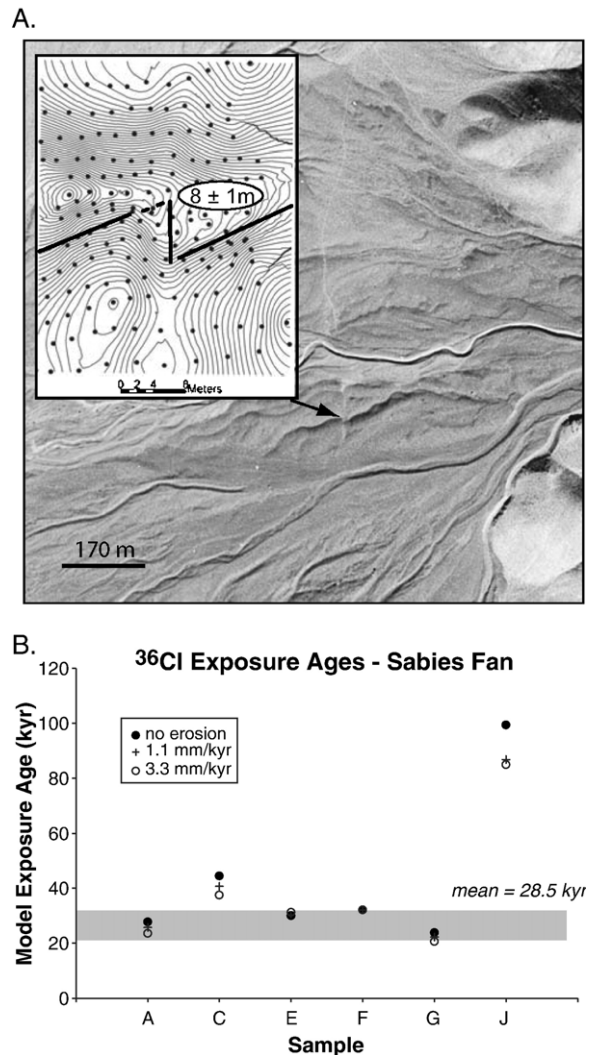 A.
8 ± 1m
0 2 4 8 Meters
170 m
B.
³⁶Cl Exposure Ages - Sabies Fan
Model Exposure Age (kyr)
120
100
80
60
40
20
0
no erosion
1.1 mm/kyr
3.3 mm/kyr
mean = 28.5 kyr
A C E F G J
Sample